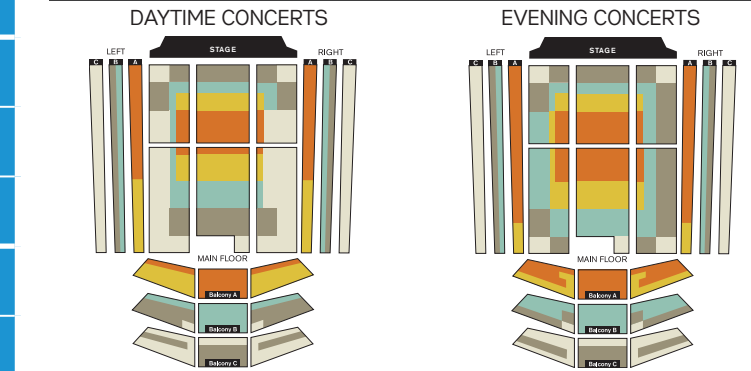 DAYTIME CONCERTS
STAGE
LEFT
RIGHT
C B A
A B C
MAIN FLOOR
Balcony A
Balcony B
Balcony C
EVENING CONCERTS
STAGE
LEFT
RIGHT
C B A
A B C
MAIN FLOOR
Balcony A
Balcony B
Balcony C